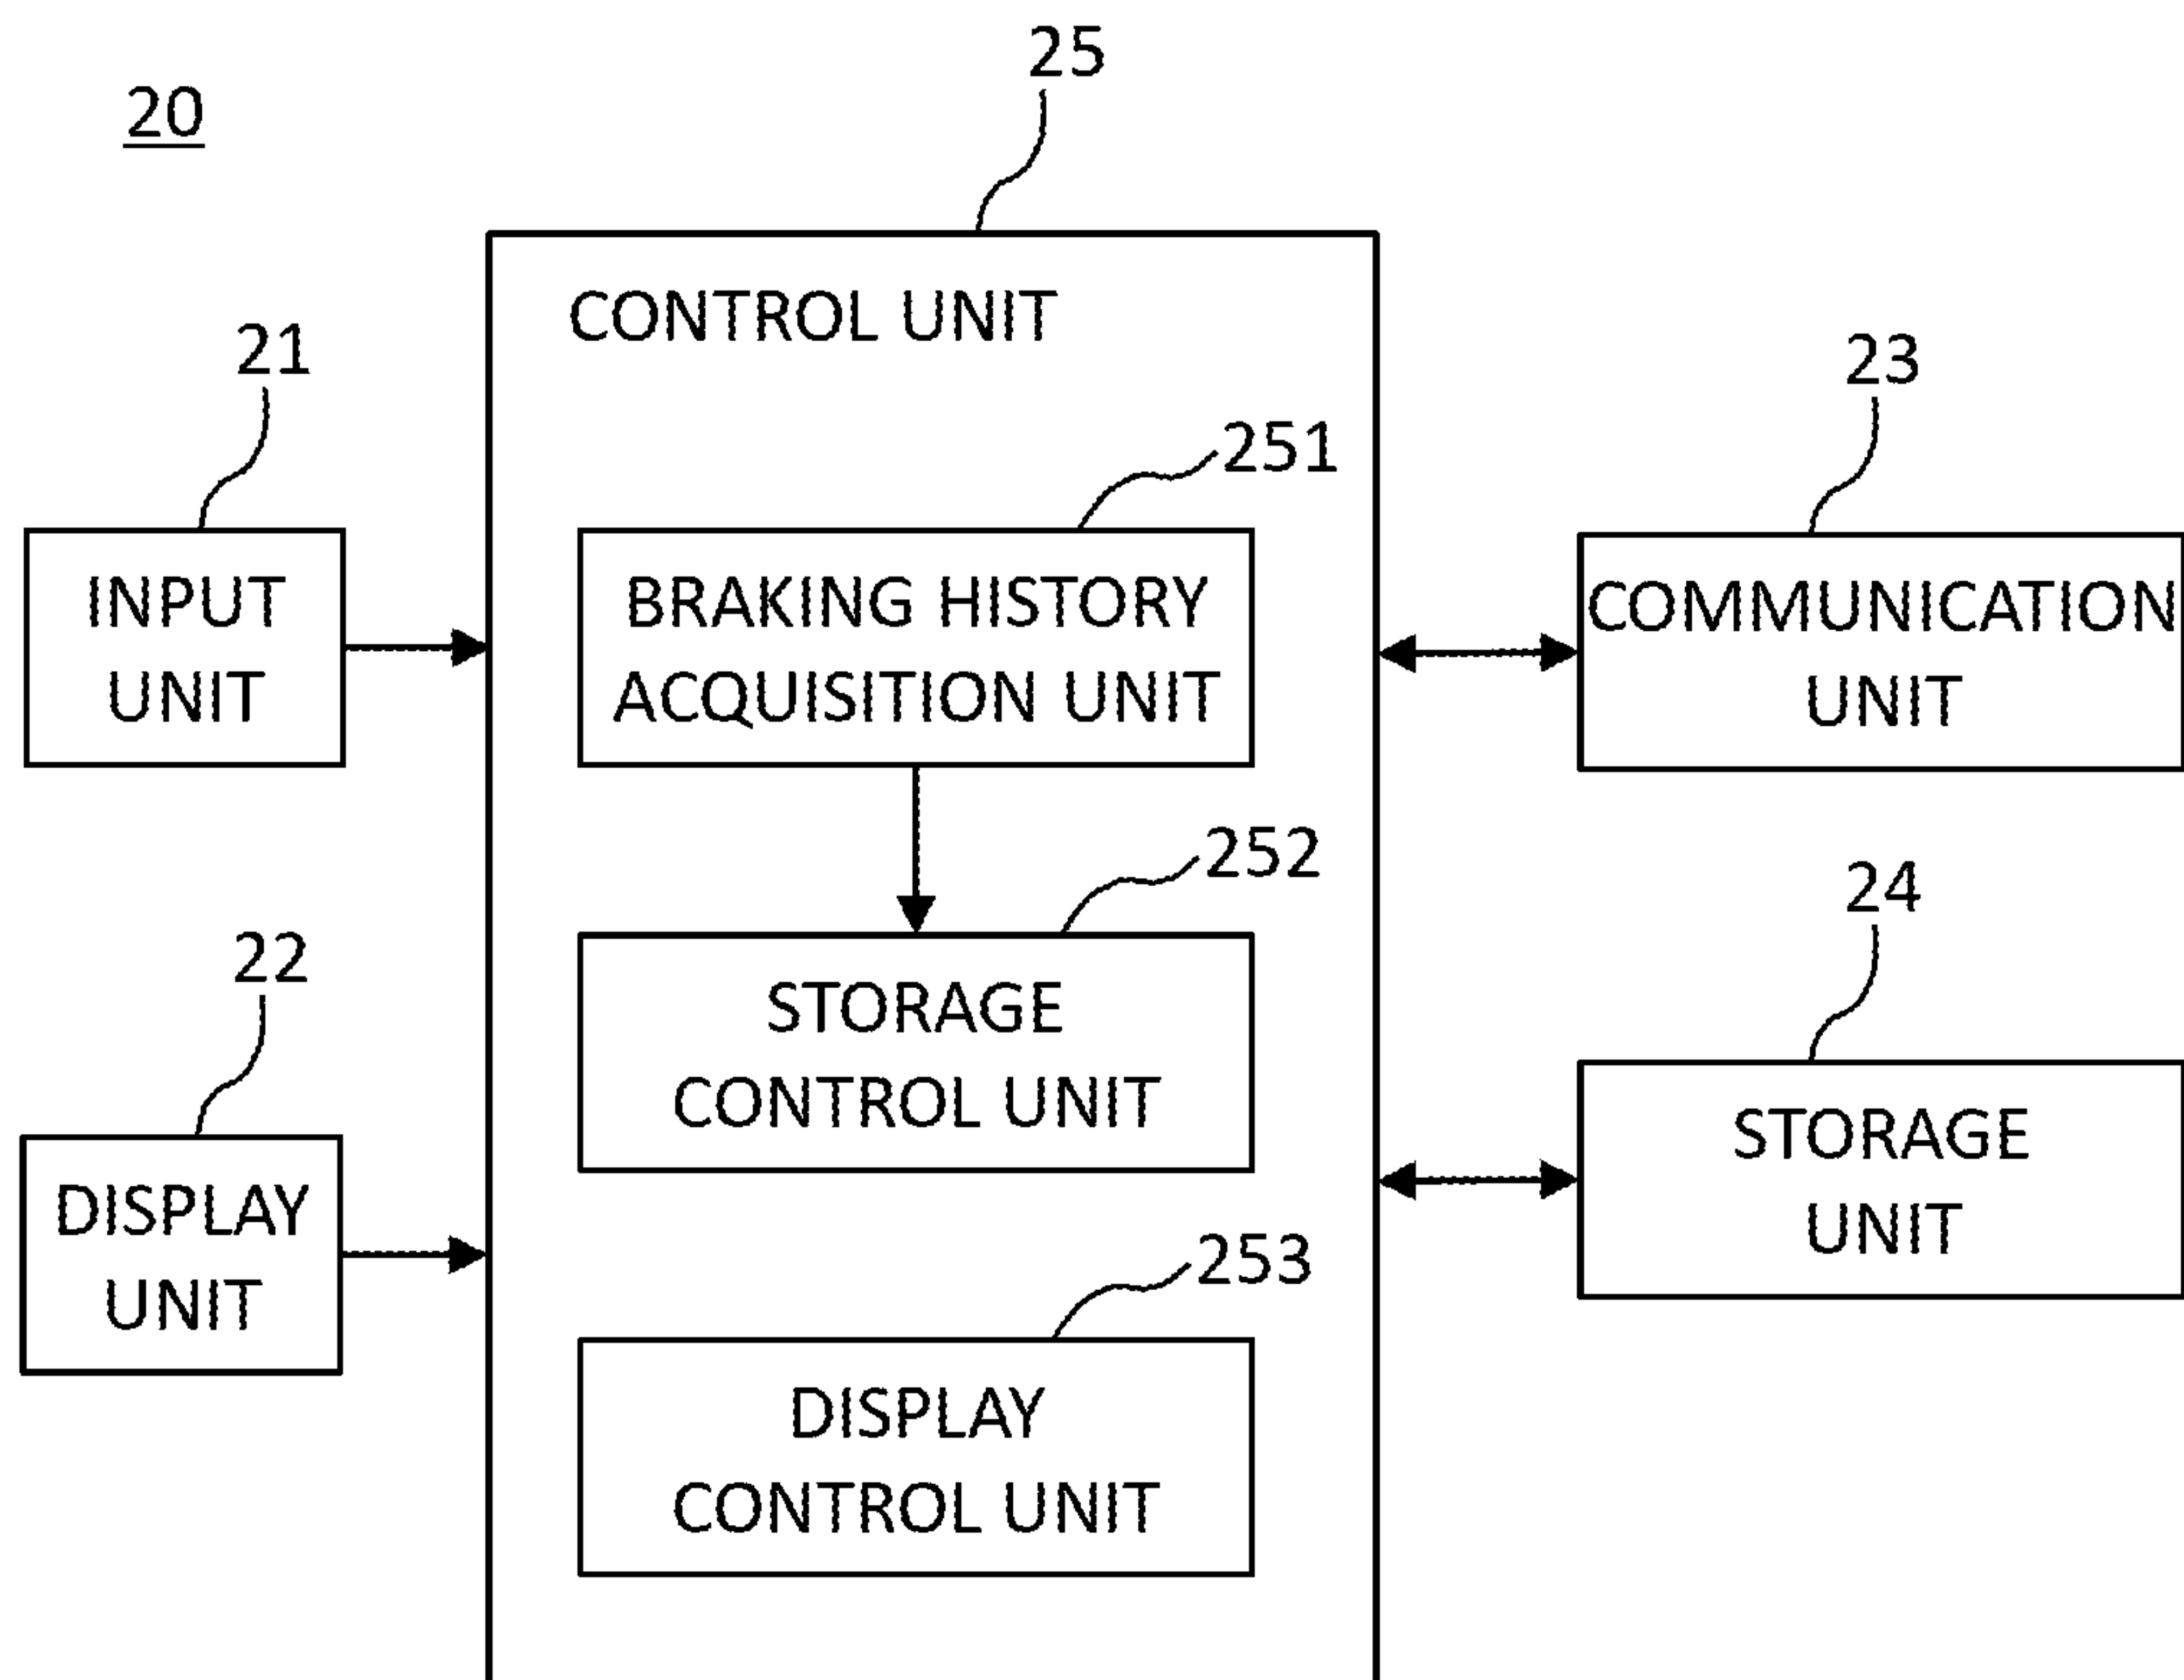 20
25
CONTROL UNIT
21
INPUT
UNIT
251
BRAKING HISTORY
ACQUISITION UNIT
23
COMMUNICATION
UNIT
252
STORAGE
CONTROL UNIT
22
DISPLAY
UNIT
24
STORAGE
UNIT
253
DISPLAY
CONTROL UNIT